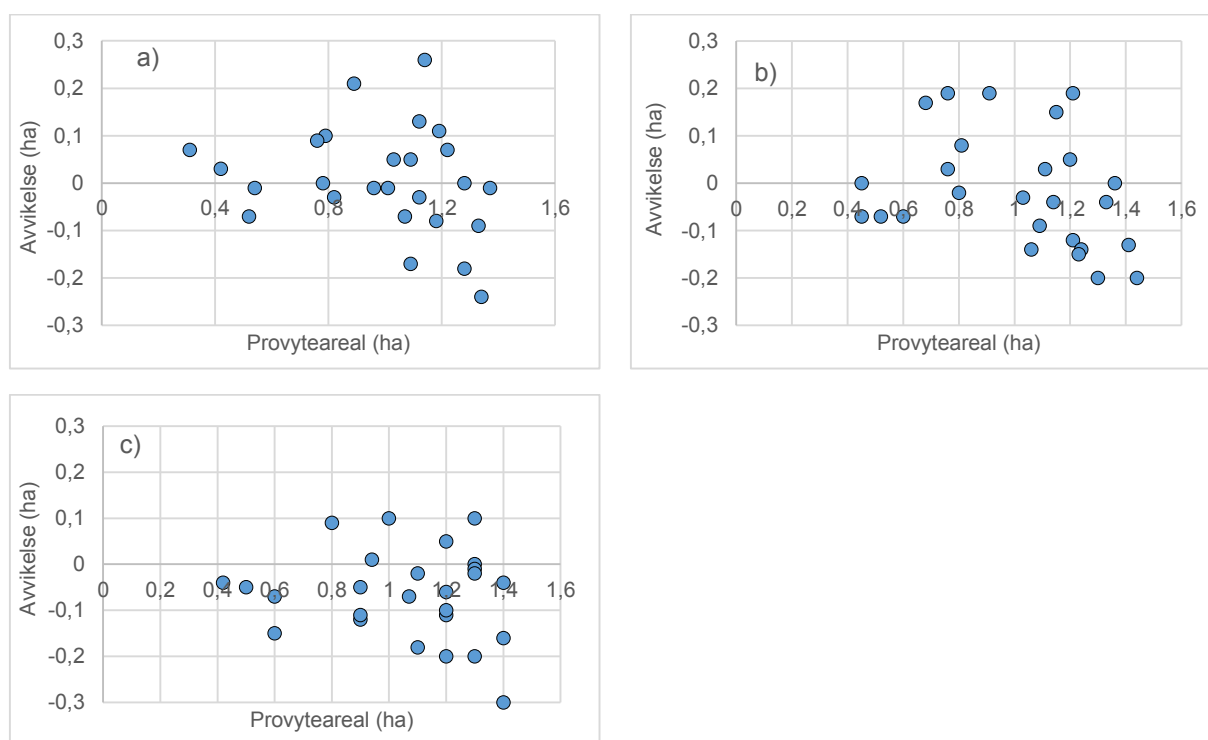 a)
0,3
0,2
0,1
0
-0,1
-0,2
-0,3
0 0,4 0,8 1,2 1,6
Avvikelse (ha)
Provyteareal (ha)
b)
0,3
0,2
0,1
0
-0,1
-0,2
-0,3
0 0,2 0,4 0,6 0,8 1 1,2 1,4 1,6
Avvikelse (ha)
Provyteareal (ha)
c)
0,3
0,2
0,1
0
-0,1
-0,2
-0,3
0 0,2 0,4 0,6 0,8 1 1,2 1,4 1,6
Avvikelse (ha)
Provyteareal (ha)